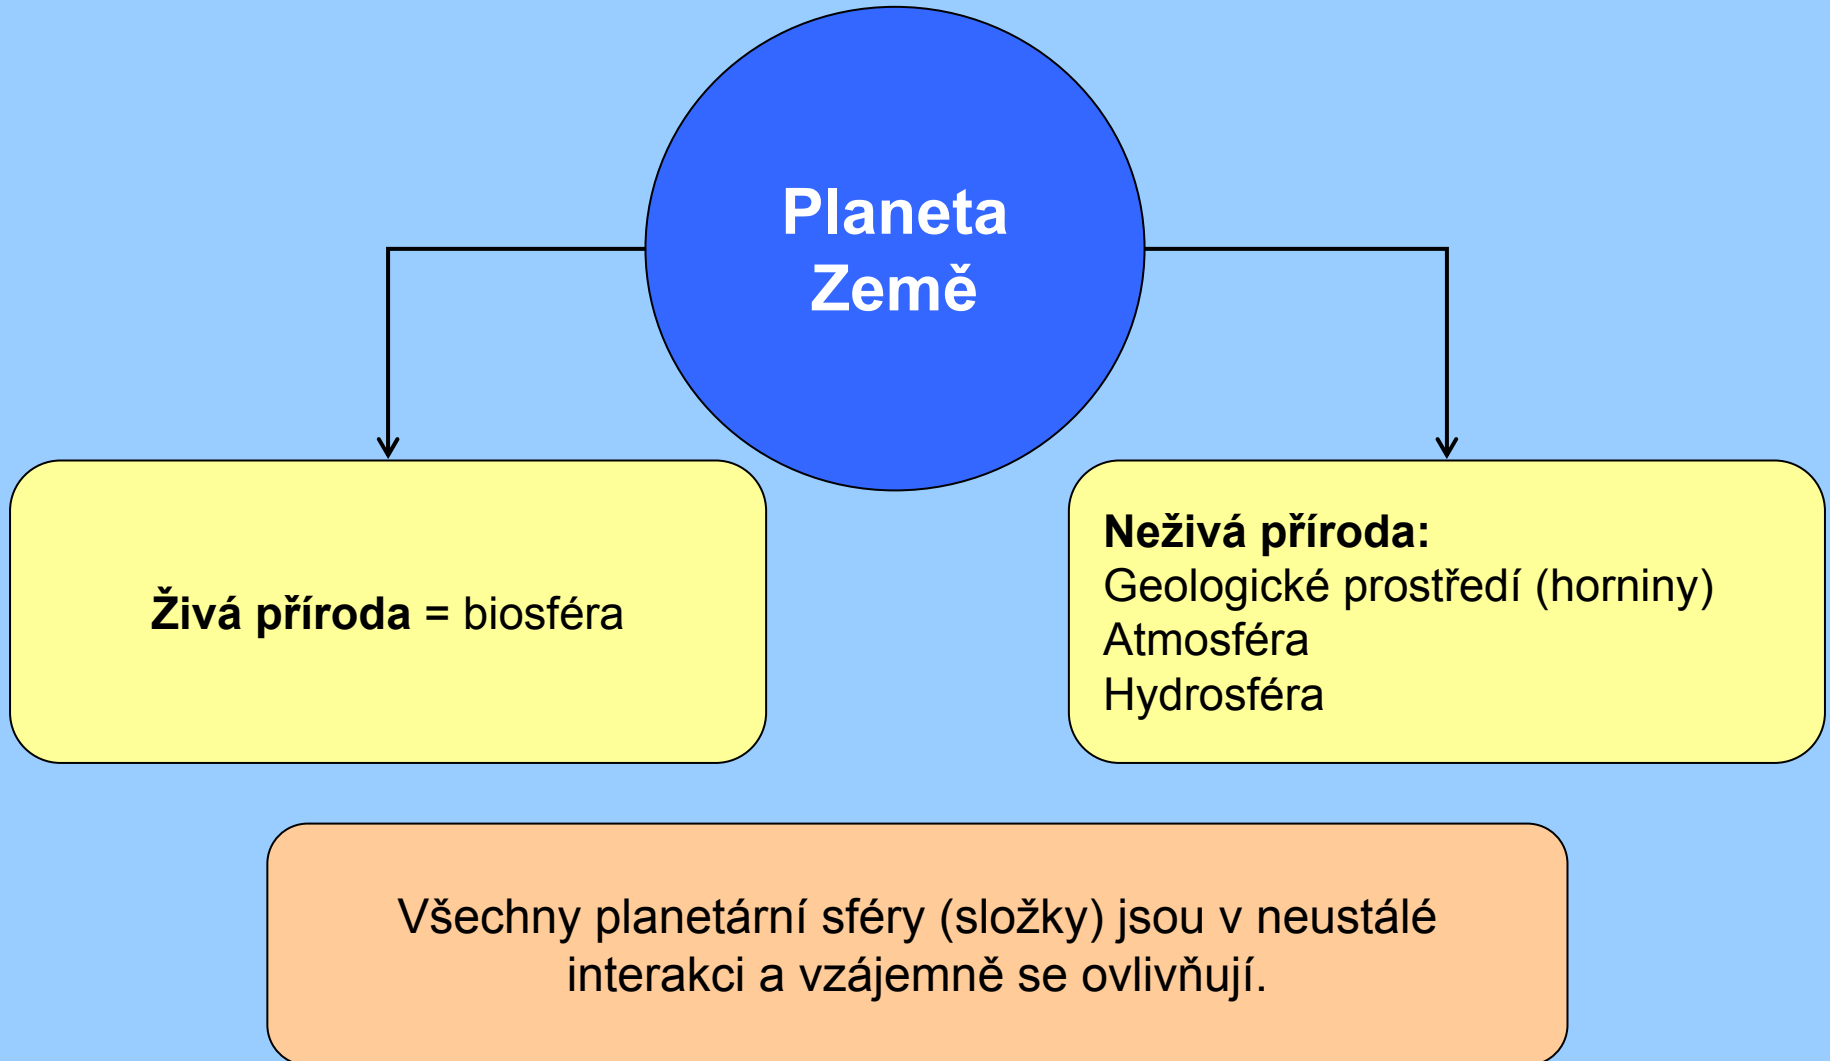 Planeta
Země
Živá příroda = biosféra
Neživá příroda:
Geologické prostředí (horniny)
Atmosféra
Hydrosféra
Všechny planetární sféry (složky) jsou v neustálé
interakci a vzájemně se ovlivňují.